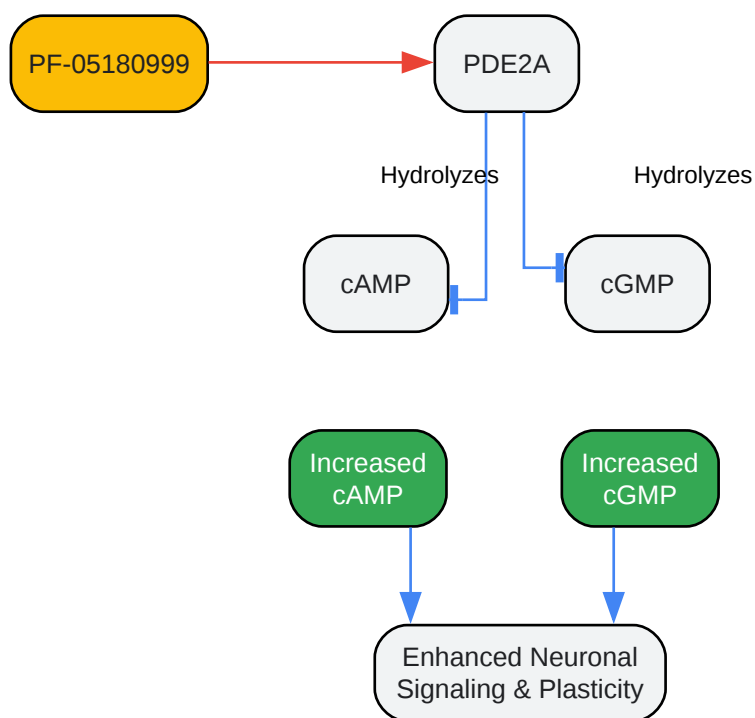 PF-05180999
PDE2A
Hydrolyzes
Hydrolyzes
cAMP
cGMP
Increased
cAMP
Increased
cGMP
Enhanced Neuronal
Signaling & Plasticity